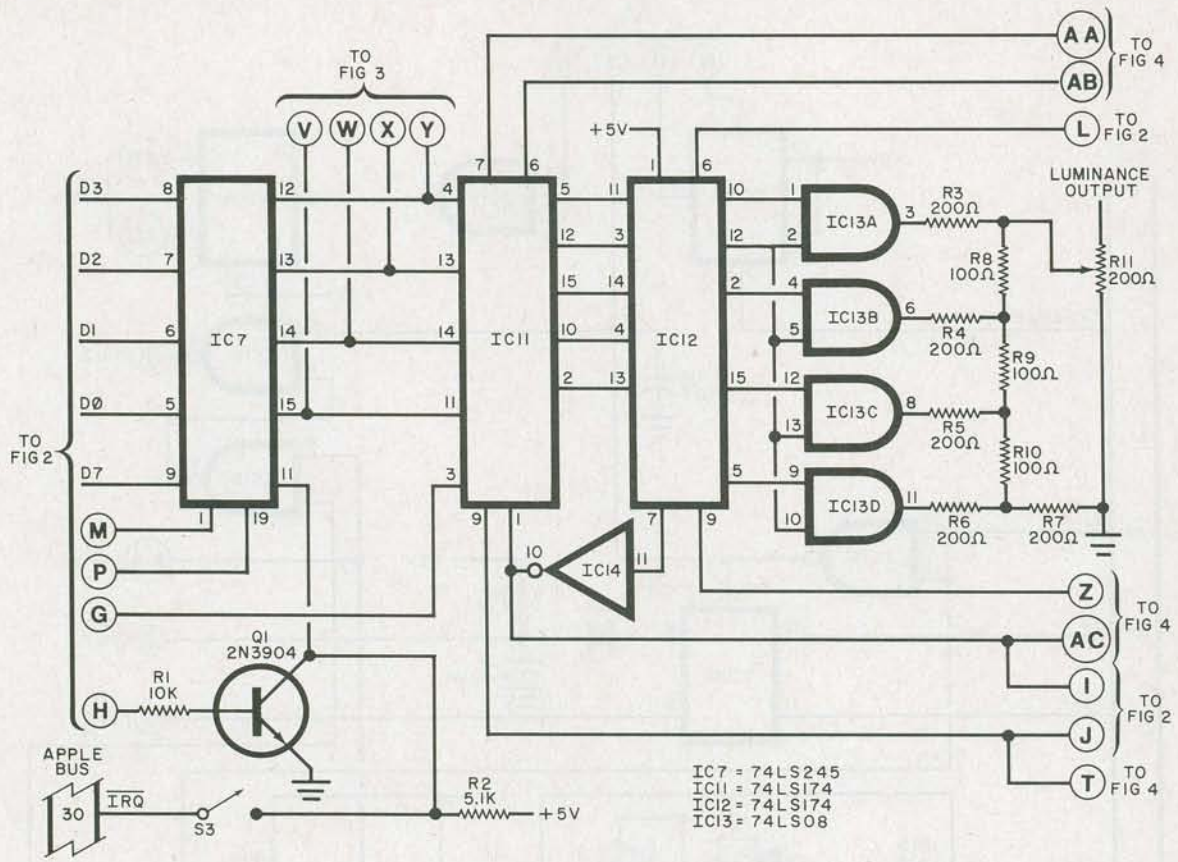 TO
FIG 3
V W X Y
AA
AB
TO
FIG 4
L
TO
FIG 2
+5V
LUMINANCE
OUTPUT
7 6
1 6
D3 8 12 4 5 11 10 1
IC13A
3
R3
200Ω
2
12 3 12
R8
100Ω
R11
200Ω
D2 7 13 13
15 14 2 4
IC13B
6
R4
200Ω
5
D1 6 14 14 10 4
IC7
IC11
IC12
R9
100Ω
2 13 15 12
IC13C
8
R5
200Ω
13
D0 5 15 11
TO
FIG 2
R10
100Ω
D7 9 11 3 5 9
IC13D
11
R6
200Ω
R7
200Ω
10
1 19 9 1 7 9
M
P
G
10 IC14 11
Z
AC
TO
FIG 4
I
J
TO
FIG 2
T
TO
FIG 4
Q1
2N3904
R1
10K
H
APPLE
BUS
30
IRQ
S3
R2
5.1K
+5V
IC7 = 74LS245
IC11 = 74LS174
IC12 = 74LS174
IC13 = 74LS08